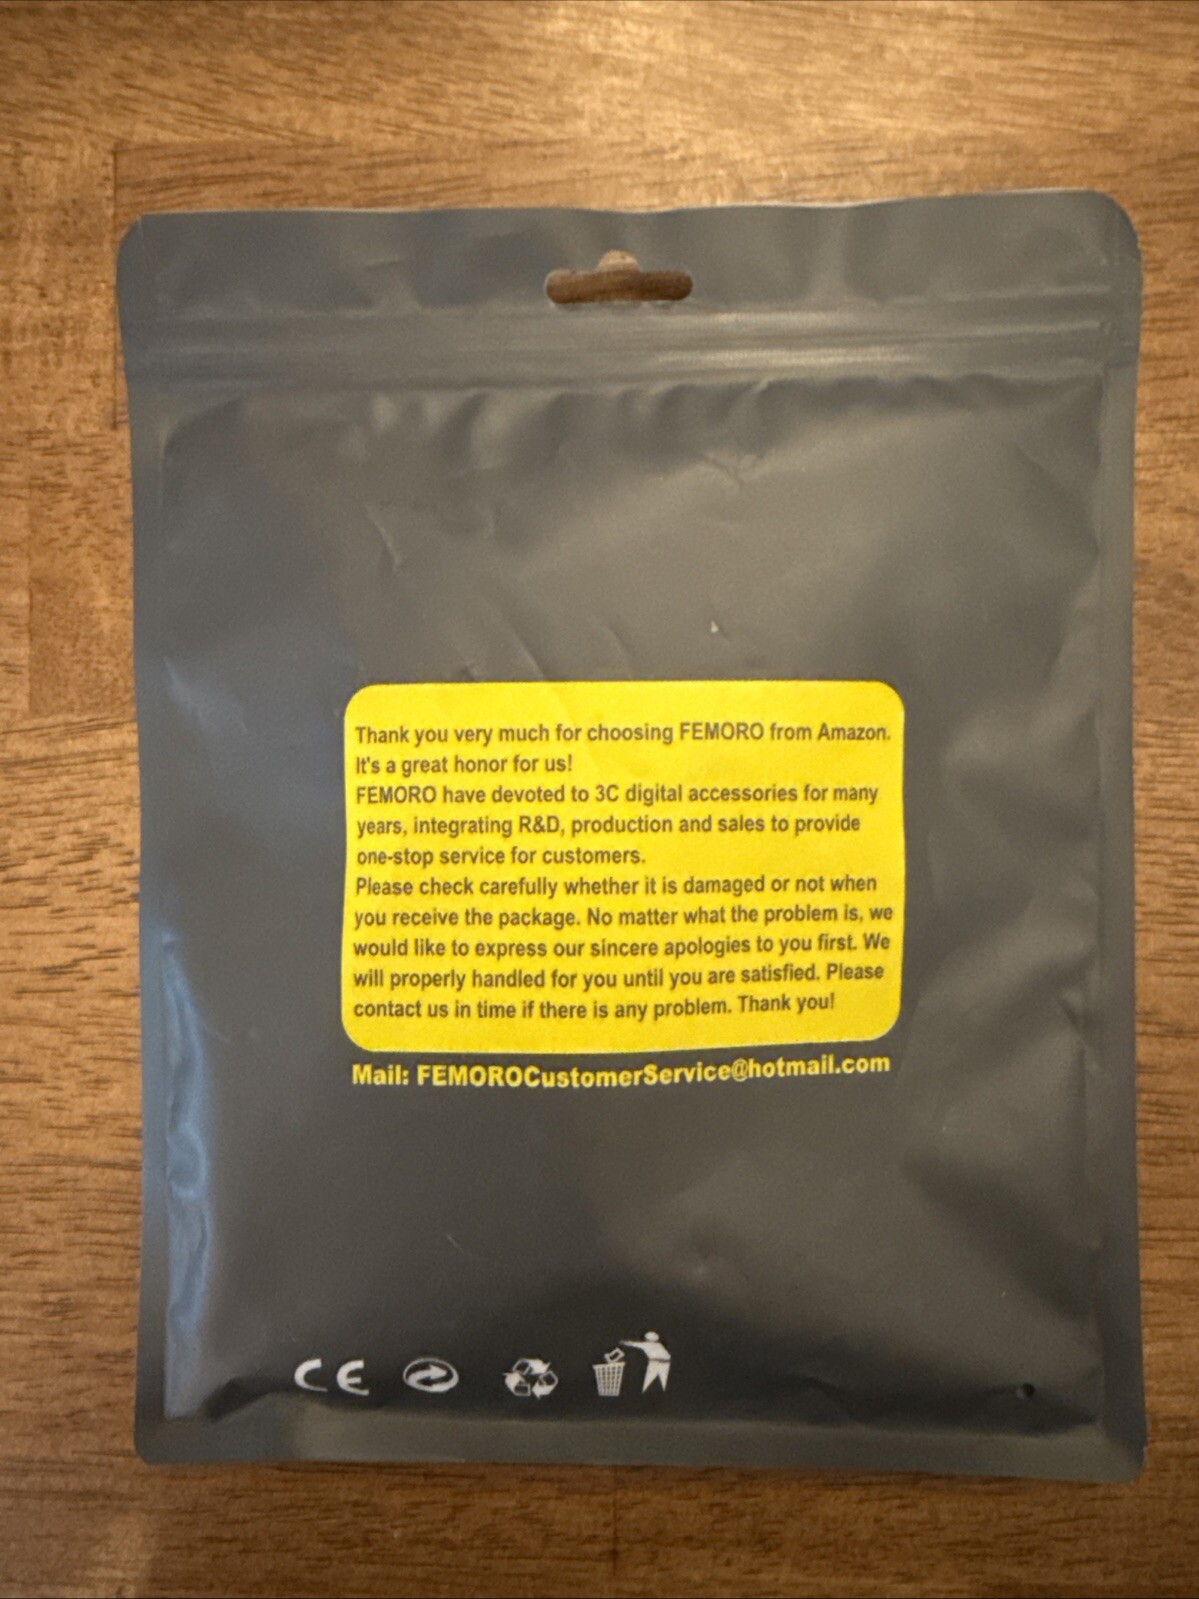 Thank you very much for choosing FEMORO from Amazon.
It's a great honor for us!
FEMORO have devoted to 3C digital accessories for many
years, integrating R&D, production and sales to provide
one-stop service for customers.
Please check carefully whether it is damaged or not when
you receive the package. No matter what the problem is, we
would like to express our sincere apologies to you first. We
will properly handled for you until you are satisfied. Please
contact us in time if there is any problem. Thank you!
Mail: FEMOROCustomerService@hotmail.com
CE